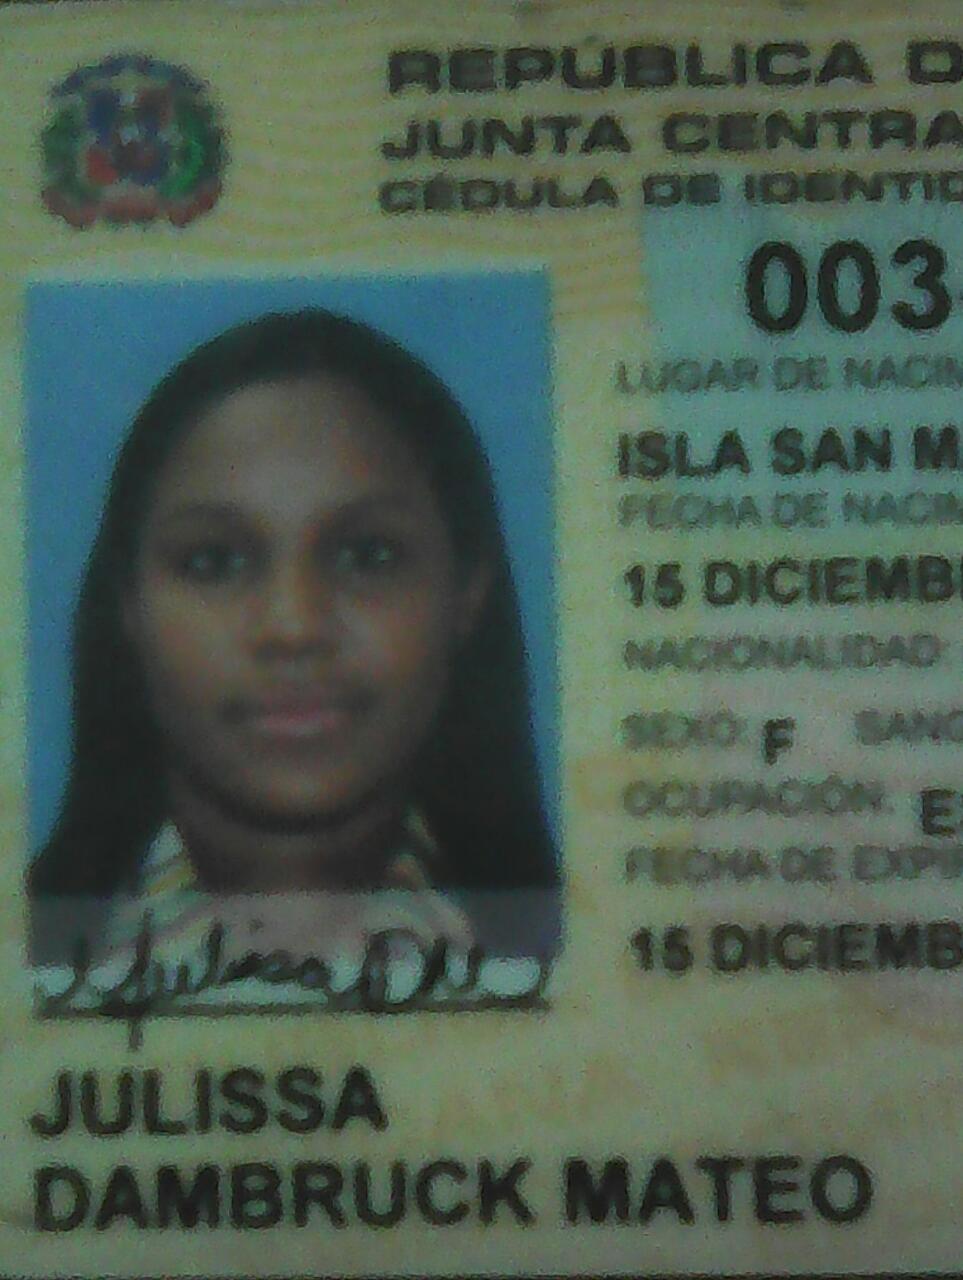 REPÚBLICA D
JUNTA CENTRA
CÉDULA DE IDENTID
003-
LUGAR DE NACIM
ISLA SAN M
FECHA DE NACIM
15 DICIEMB
NACIONALIDAD:
SEXO: F SANG
OCUPACIÓN: E
FECHA DE EXPI
15 DICIEMB
Julissa
JULISSA
DAMBRUCK MATEO